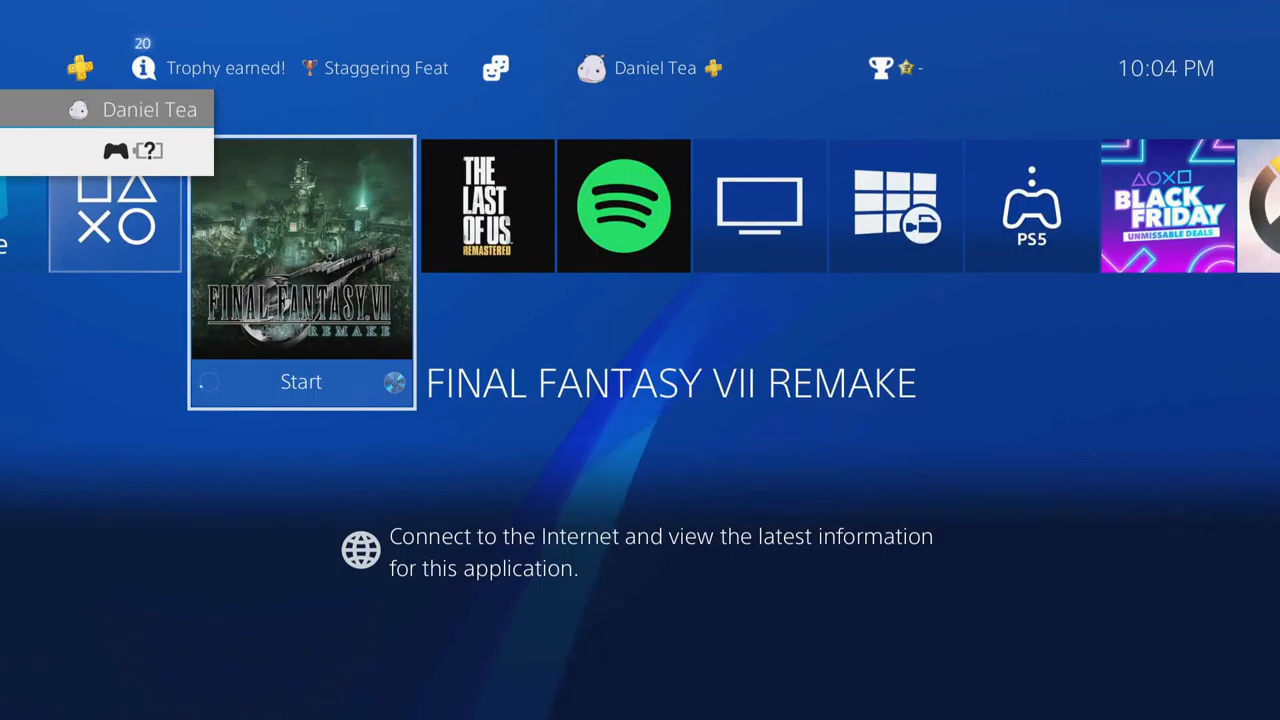 20
Trophy earned! Staggering Feat
Daniel Tea
-
10:04 PM
Daniel Tea
?
e
THE
LAST
OF US
REMASTERED
PS5
BLACK
FRIDAY
UNMISSABLE DEALS
FINAL FANTASY VII
REMAKE
Start
FINAL FANTASY VII REMAKE
Connect to the Internet and view the latest information
for this application.